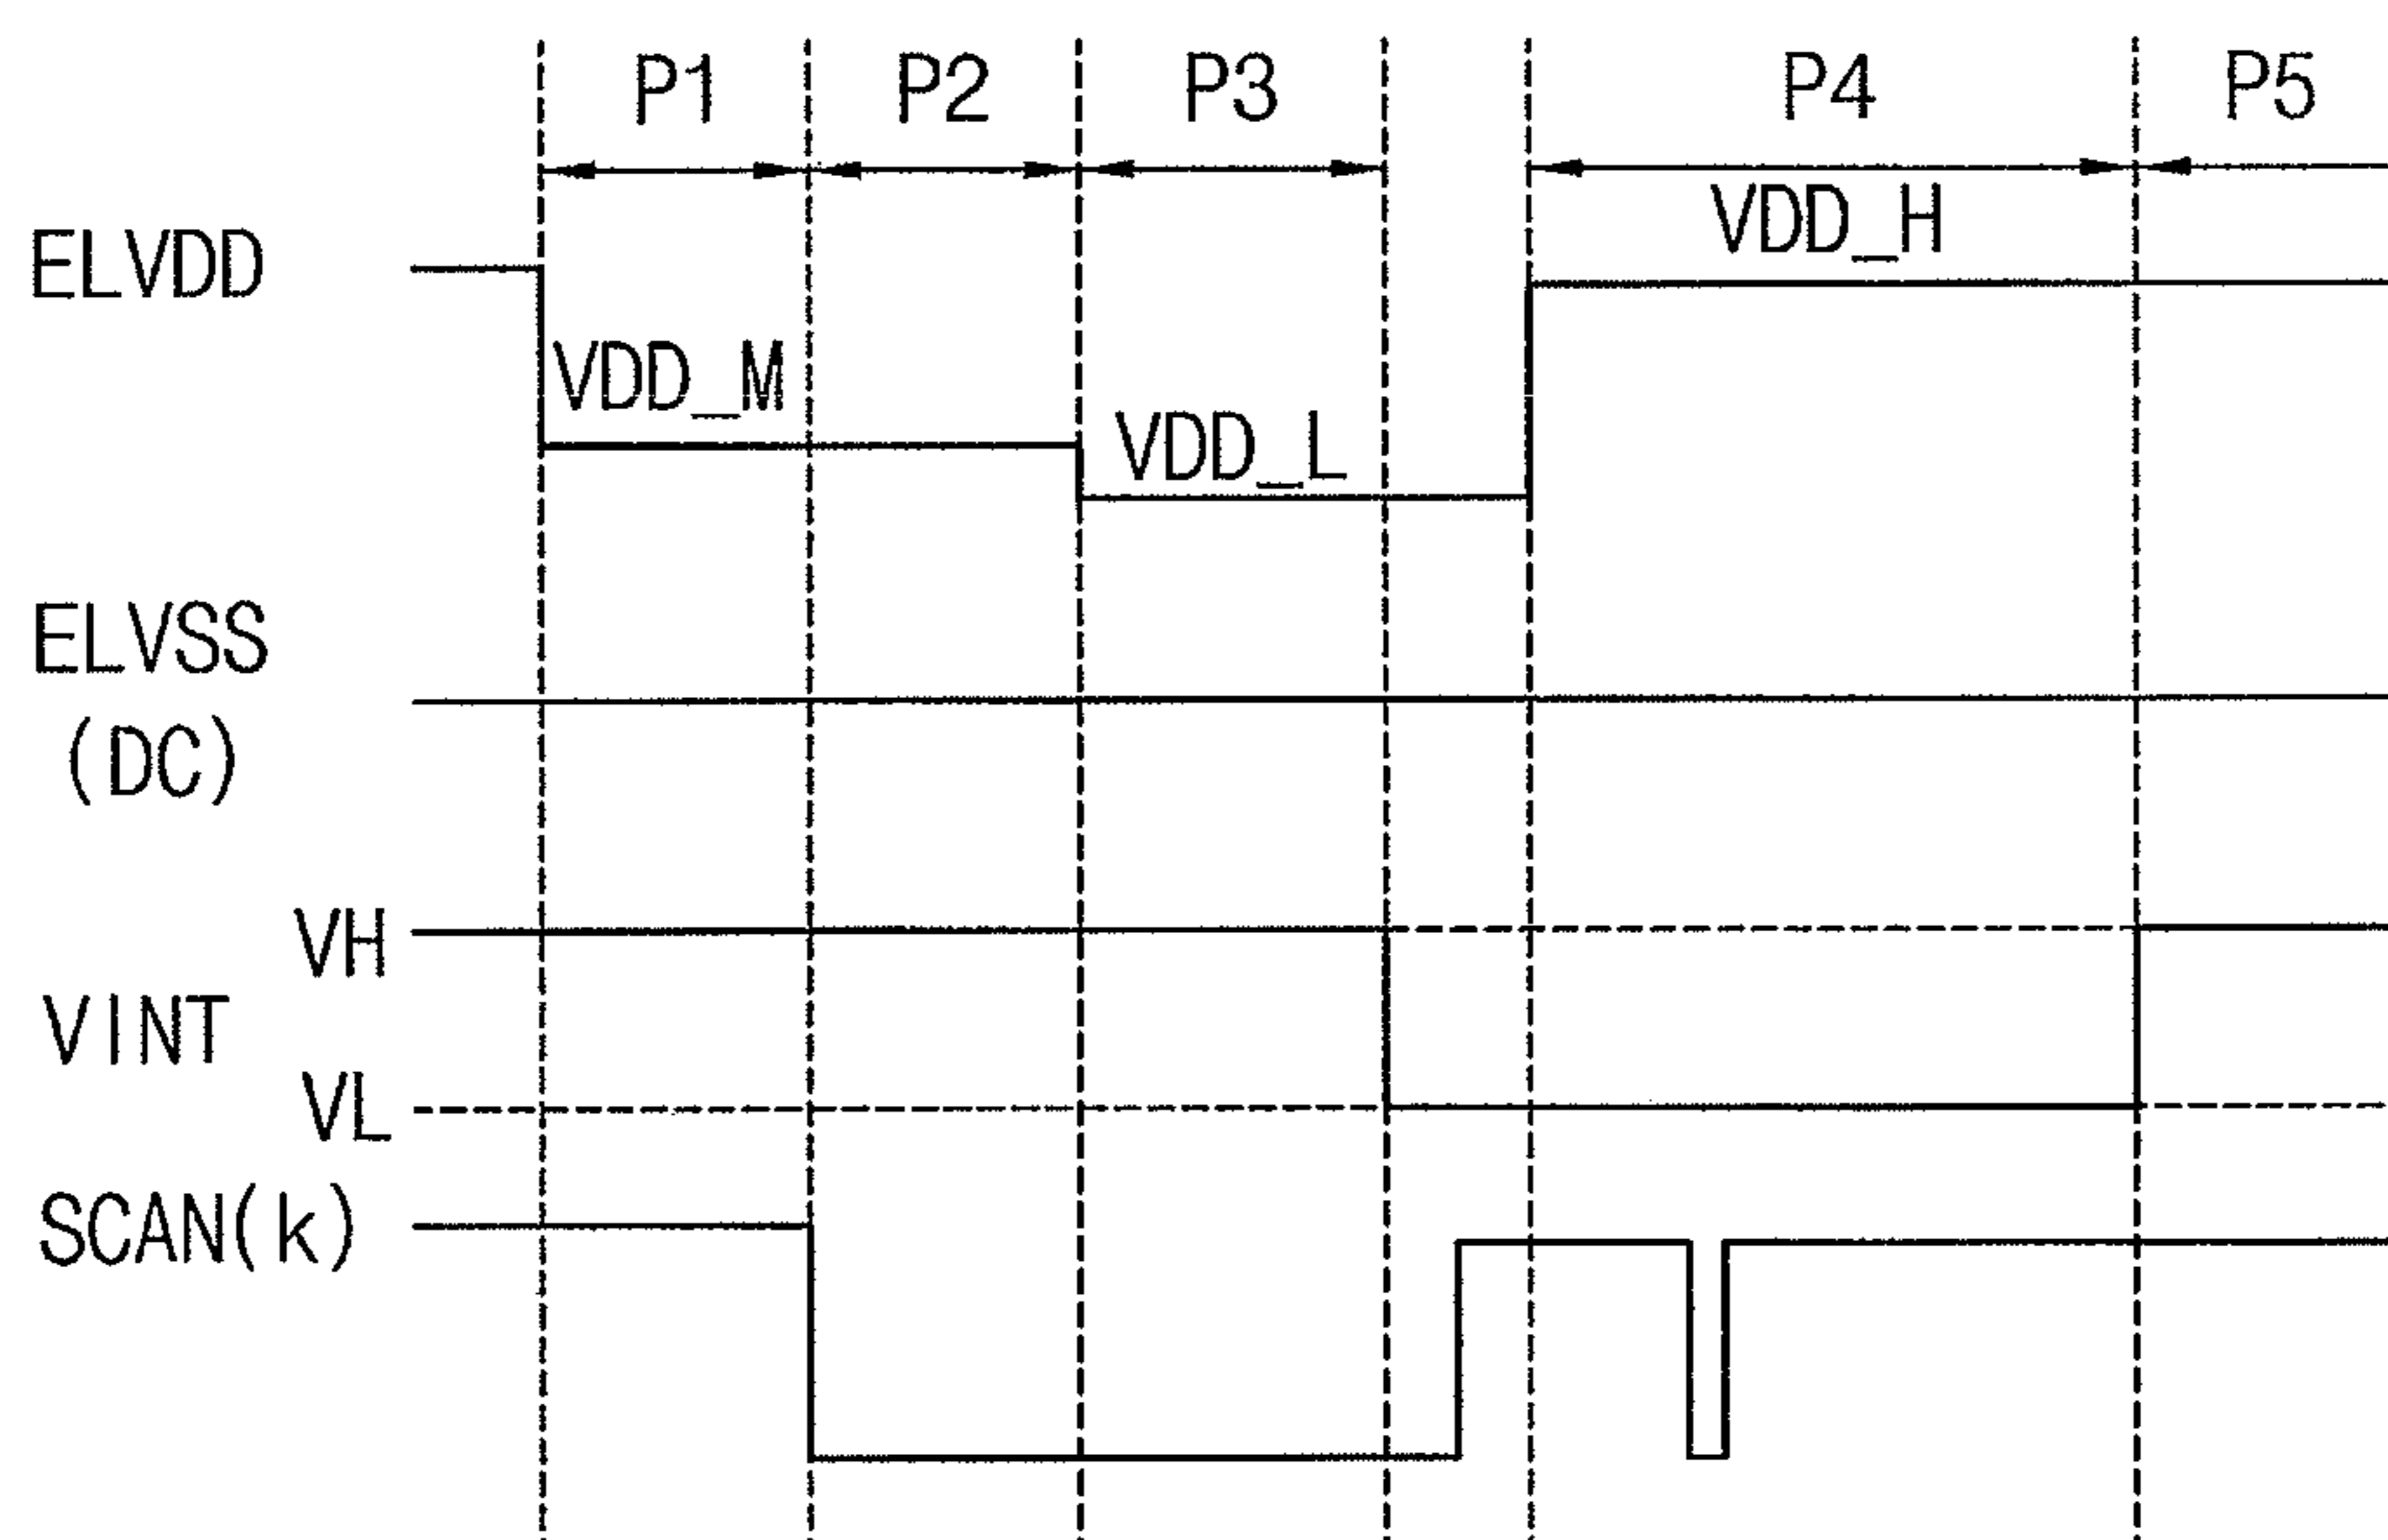 P1 P2 P3 P4 P5
VDD_H
ELVDD
VDD_M
VDD_L
ELVSS
(DC)
VH
VINT
VL
SCAN(k)